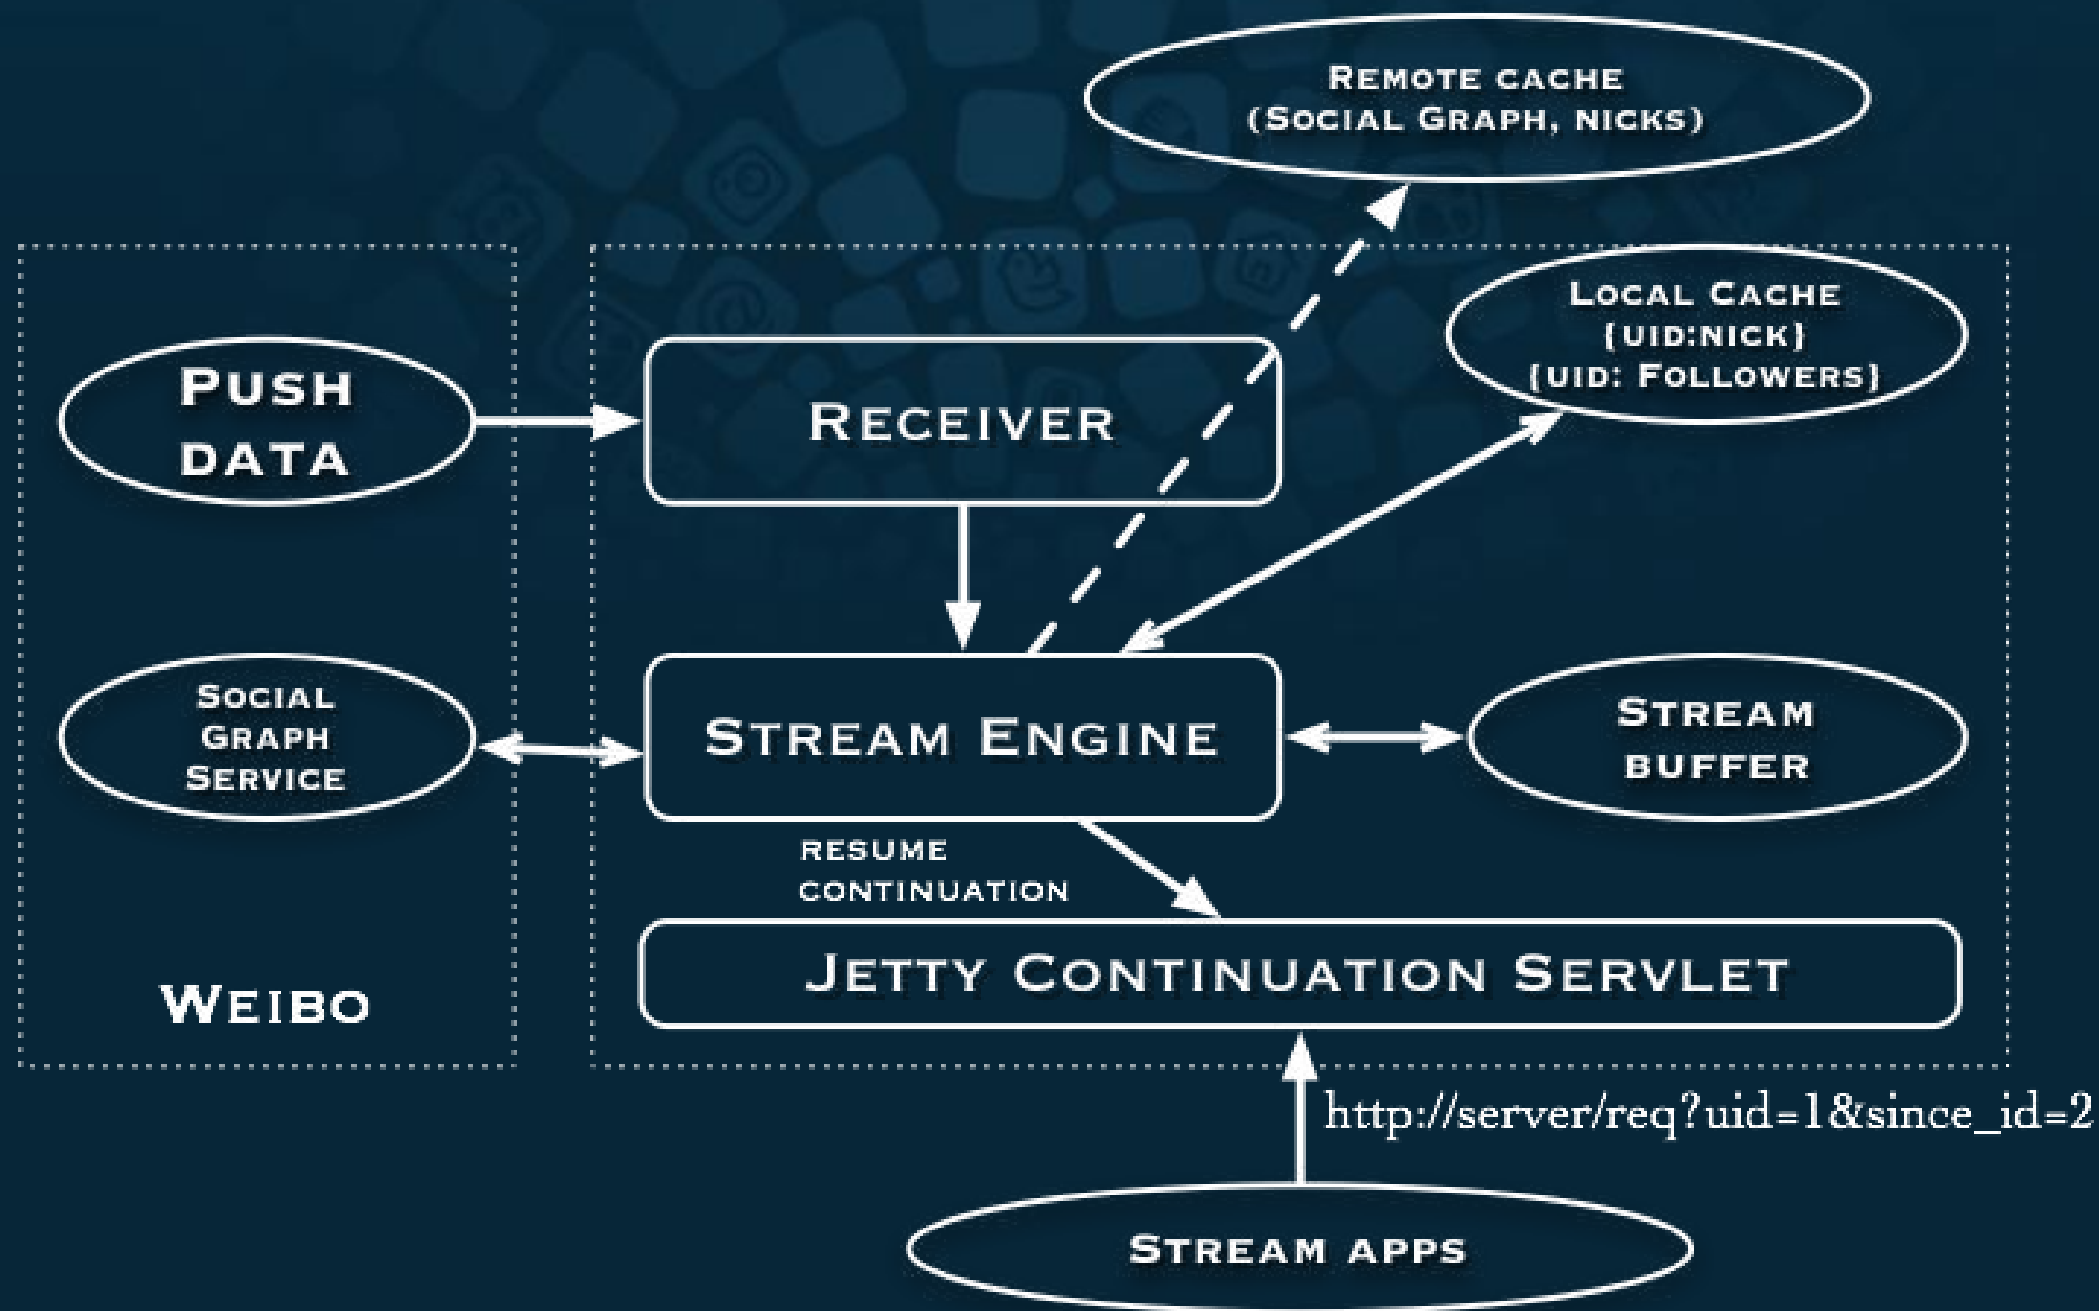 REMOTE CACHE
(SOCIAL GRAPH, NICKS)
LOCAL CACHE
{UID:NICK}
{UID: FOLLOWERS}
PUSH
DATA
RECEIVER
SOCIAL
GRAPH
SERVICE
STREAM ENGINE
STREAM
BUFFER
RESUME
CONTINUATION
JETTY CONTINUATION SERVLET
WEIBO
http://server/req?uid=1&since_id=2
STREAM APPS